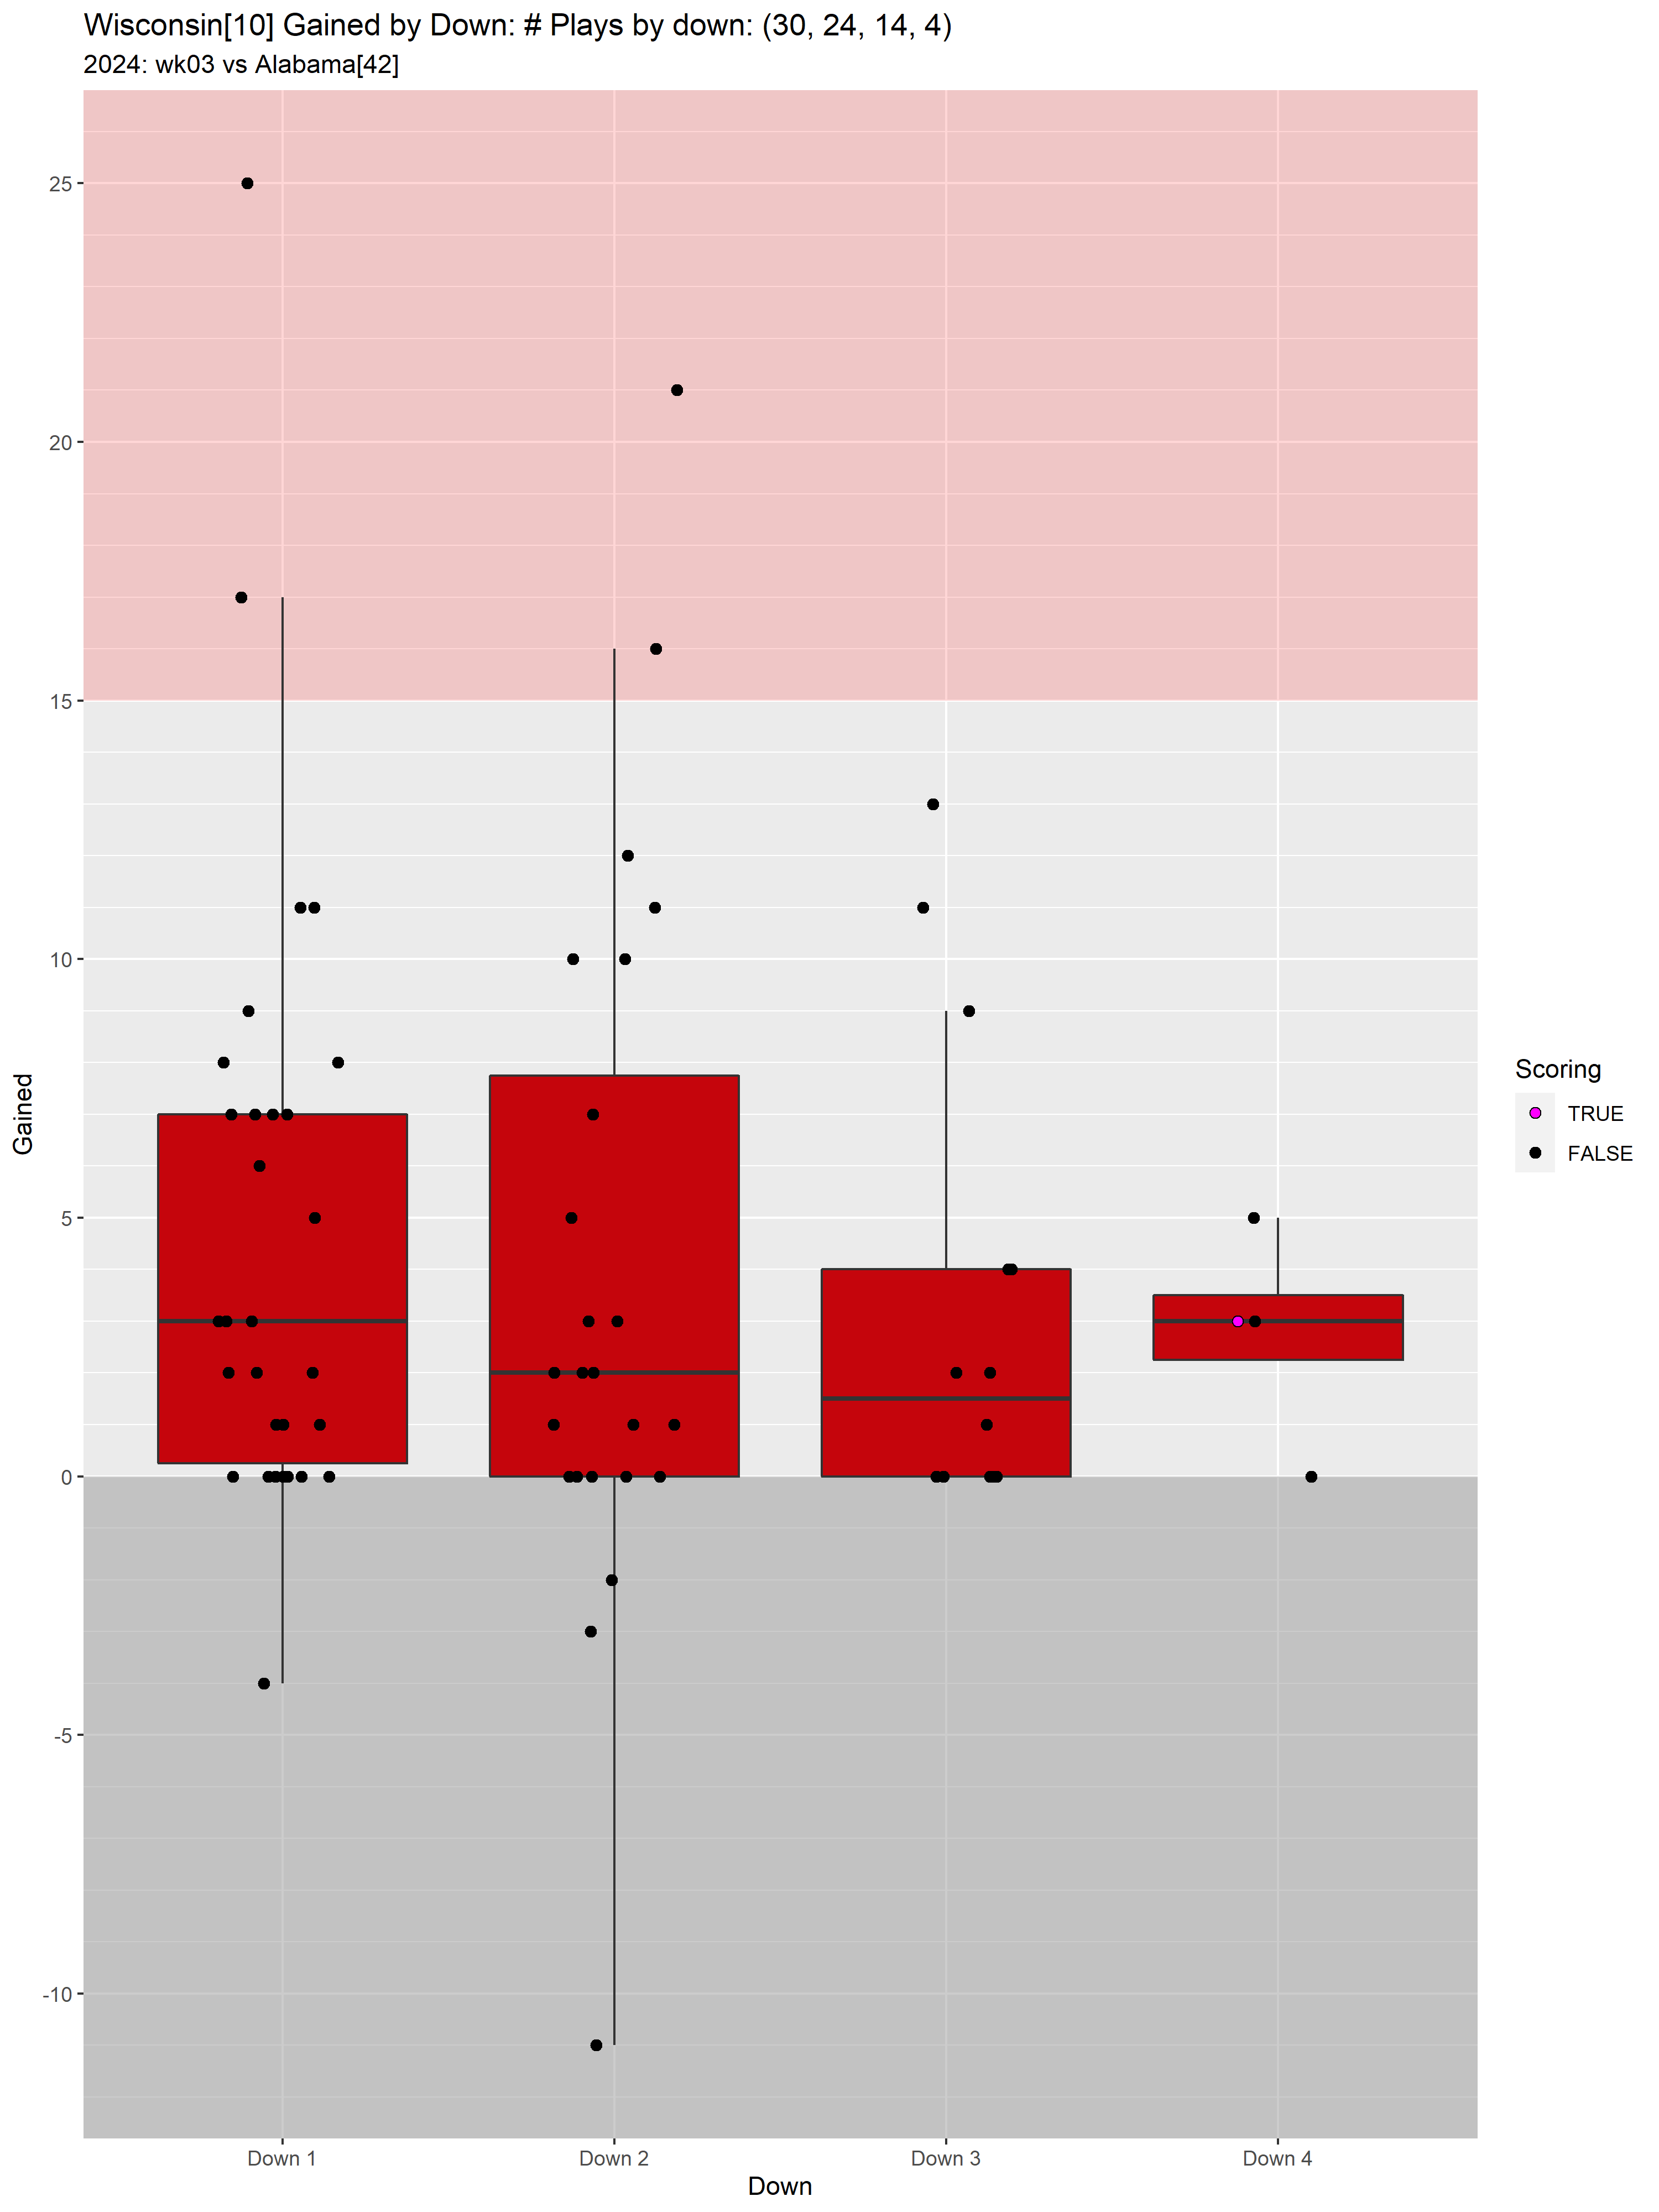 Wisconsin[10] Gained by Down: # Plays by down: (30, 24, 14, 4)
2024: wk03 vs Alabama[42]
25
20
15
10
5
0
-5
-10
Gained
Down 1
Down 2
Down 3
Down 4
Down
Scoring
TRUE
FALSE